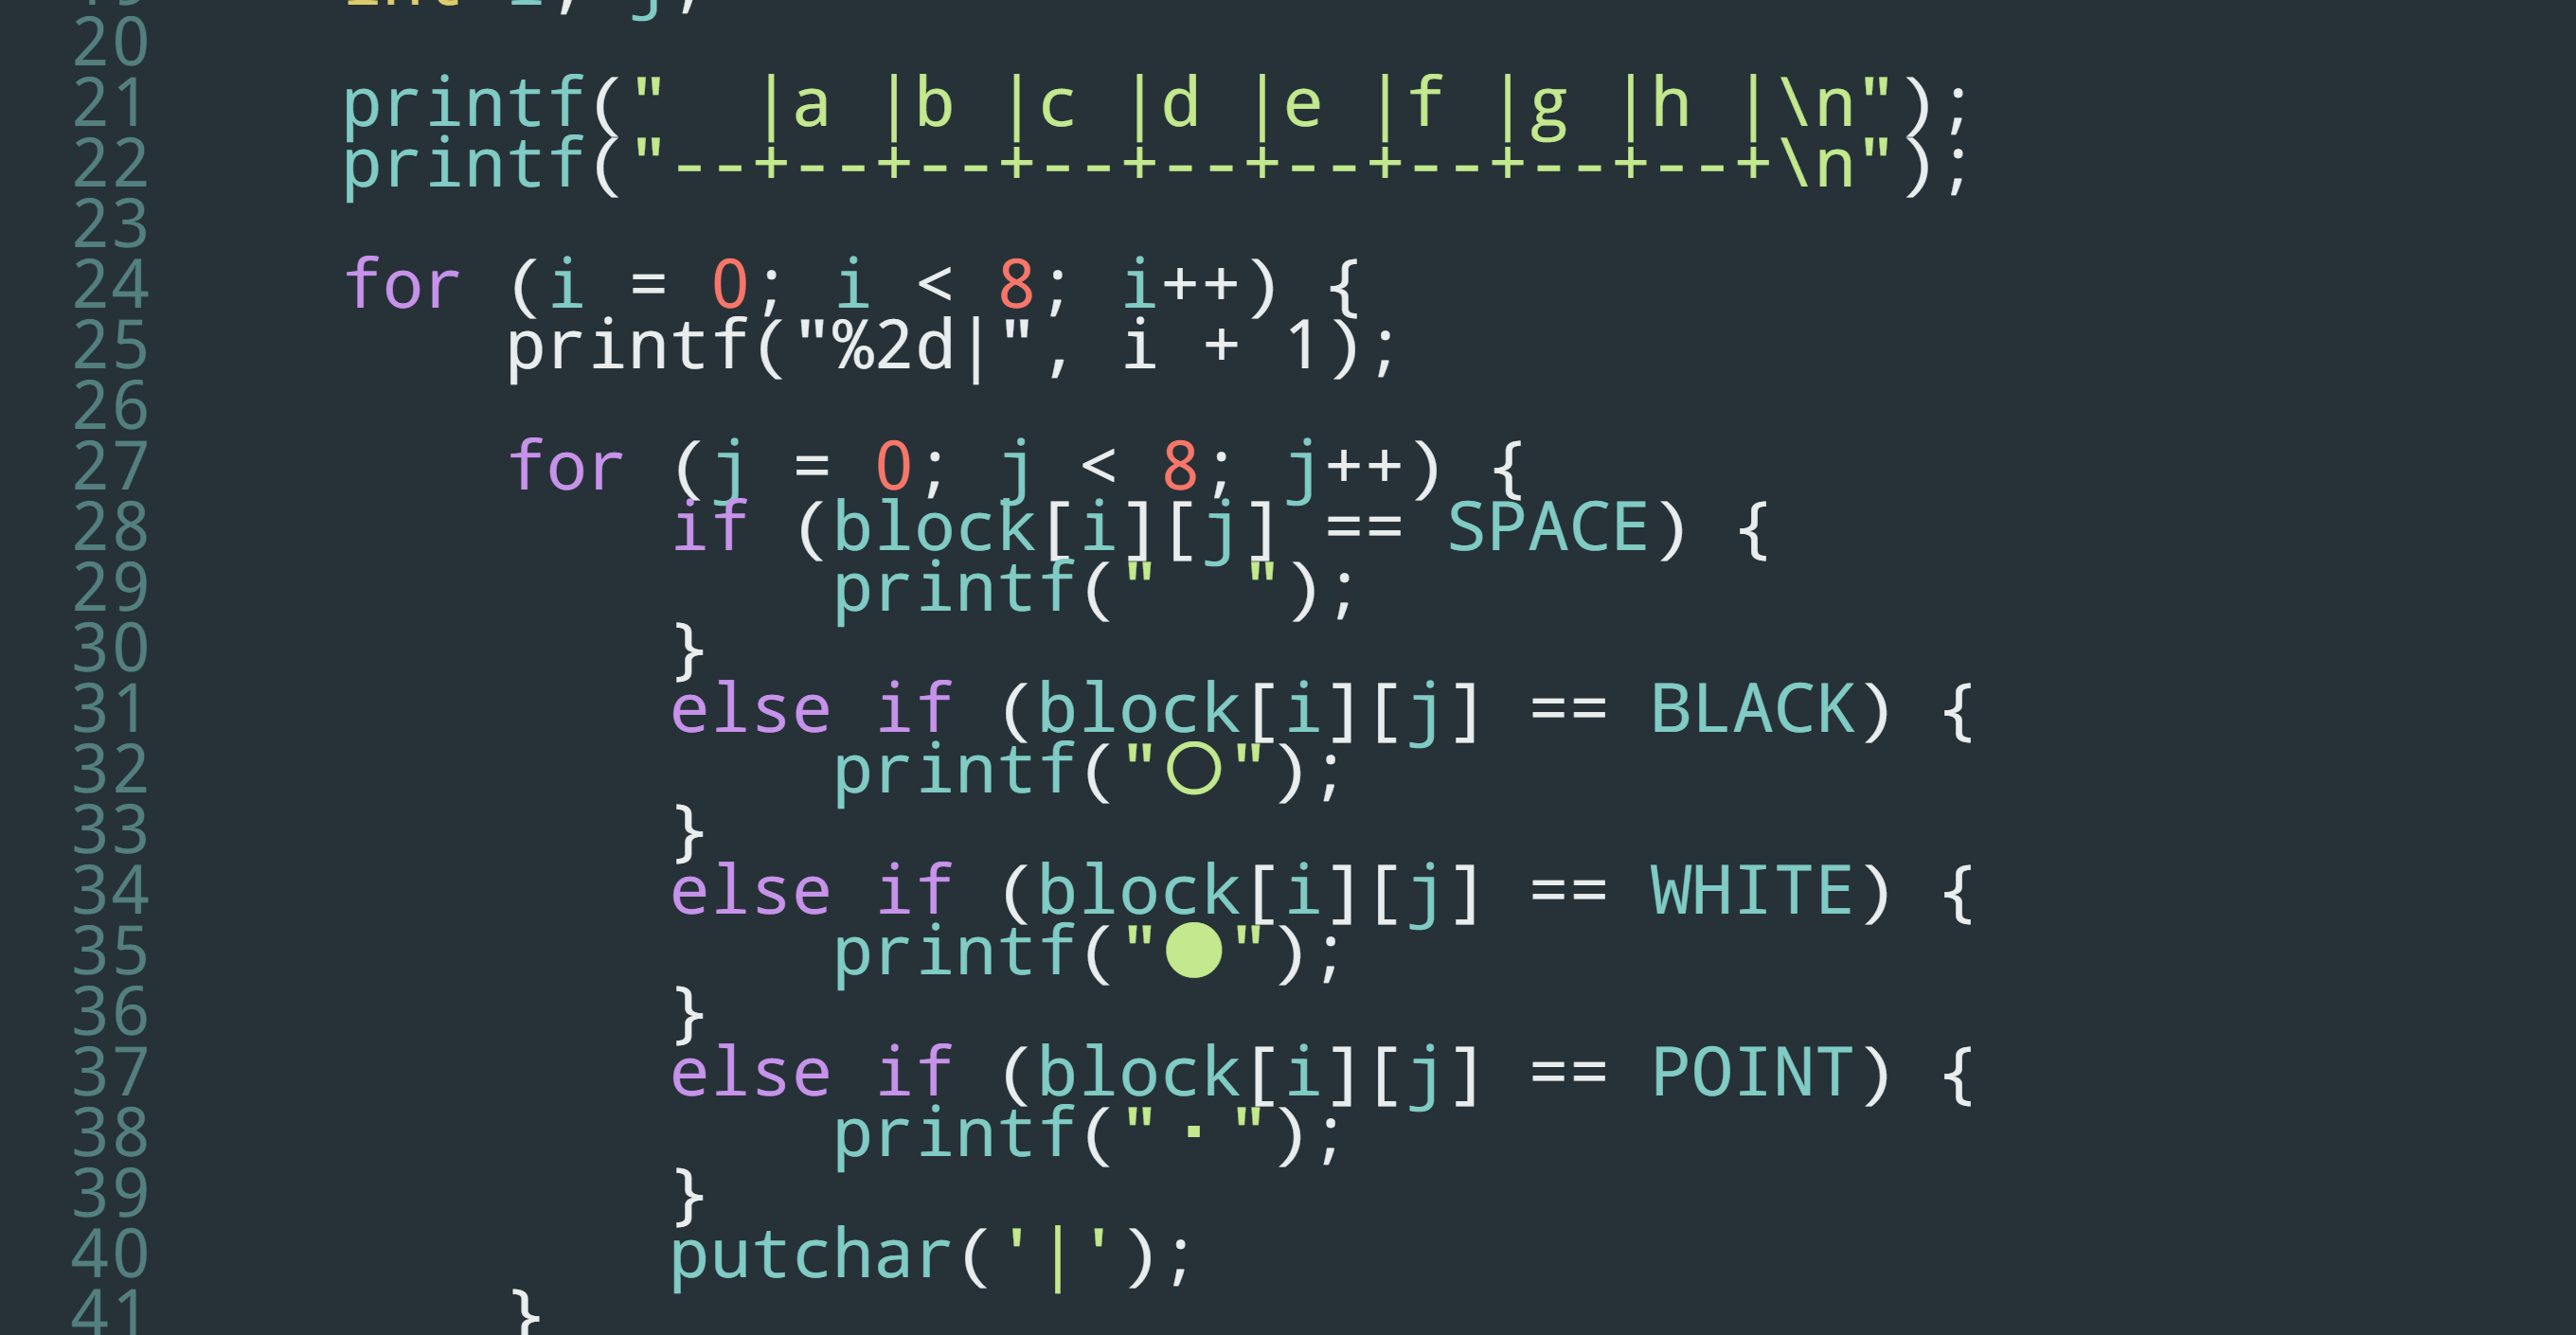 19    int i, j;
20
21    printf("  |a |b |c |d |e |f |g |h |\n");
22    printf("--+--+--+--+--+--+--+--+--+\n");
23
24    for (i = 0; i < 8; i++) {
25        printf("%2d|", i + 1);
26
27        for (j = 0; j < 8; j++) {
28            if (block[i][j] == SPACE) {
29                printf("  ");
30            }
31            else if (block[i][j] == BLACK) {
32                printf("○");
33            }
34            else if (block[i][j] == WHITE) {
35                printf("●");
36            }
37            else if (block[i][j] == POINT) {
38                printf("・");
39            }
40            putchar('|');
41        }